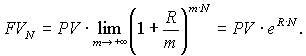 FV_N = PV · lim_{m→+∞} (1 + R/m)^{m·N} = PV · e^{R·N}.